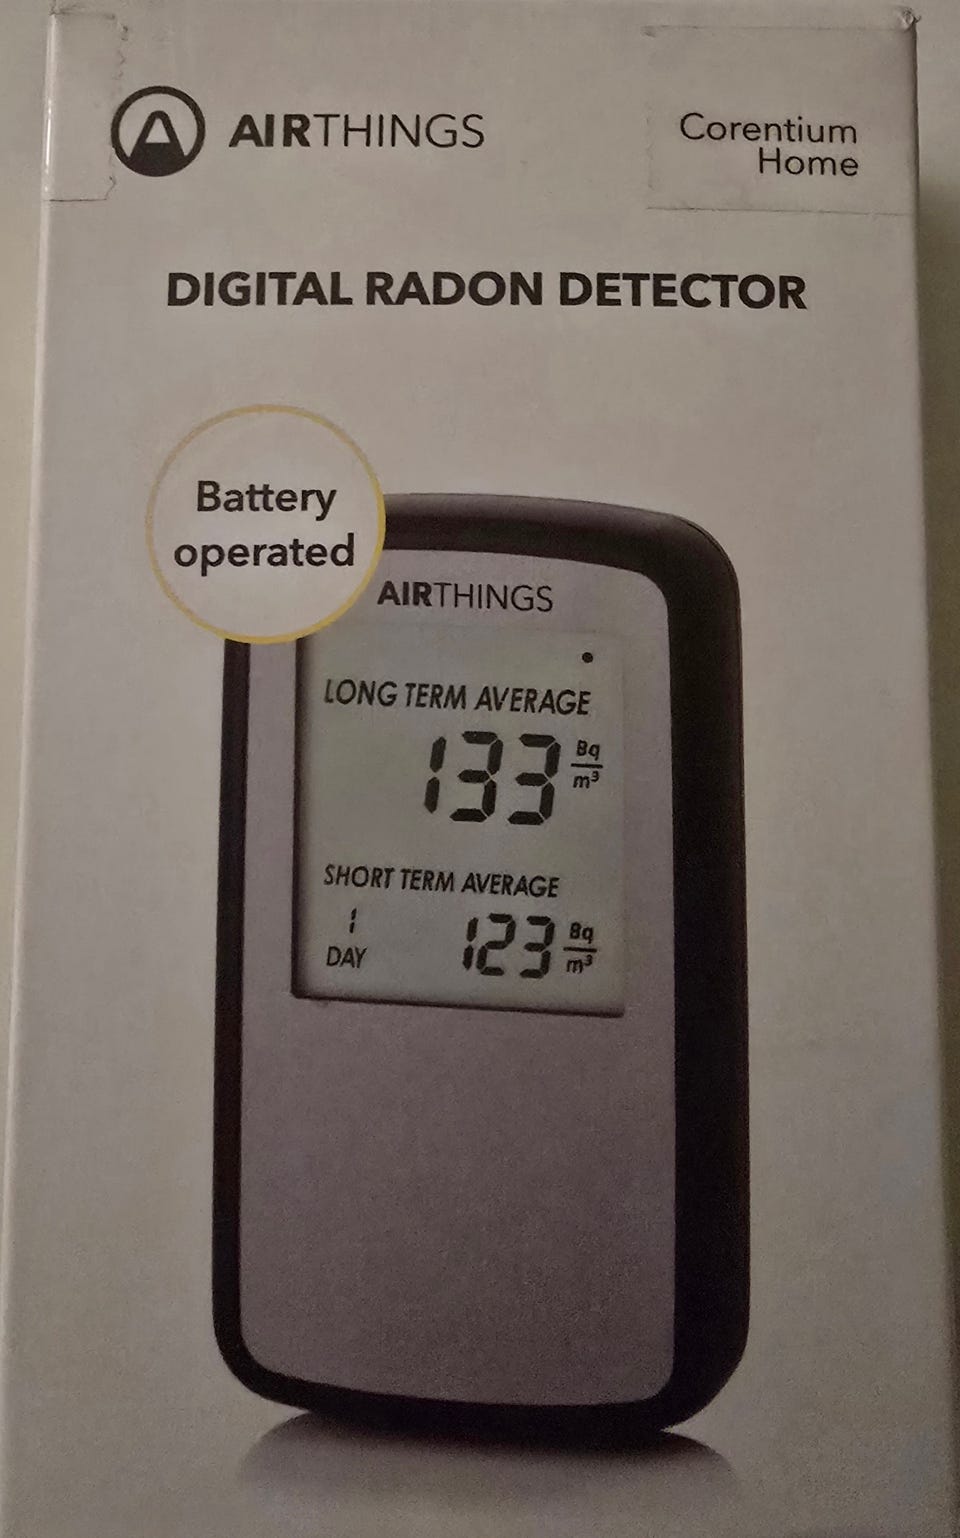 AIRTHINGS
Corentium
Home
DIGITAL RADON DETECTOR
Battery
operated
AIRTHINGS
LONG TERM AVERAGE
133 Bq/m³
SHORT TERM AVERAGE
1 DAY 123 Bq/m³